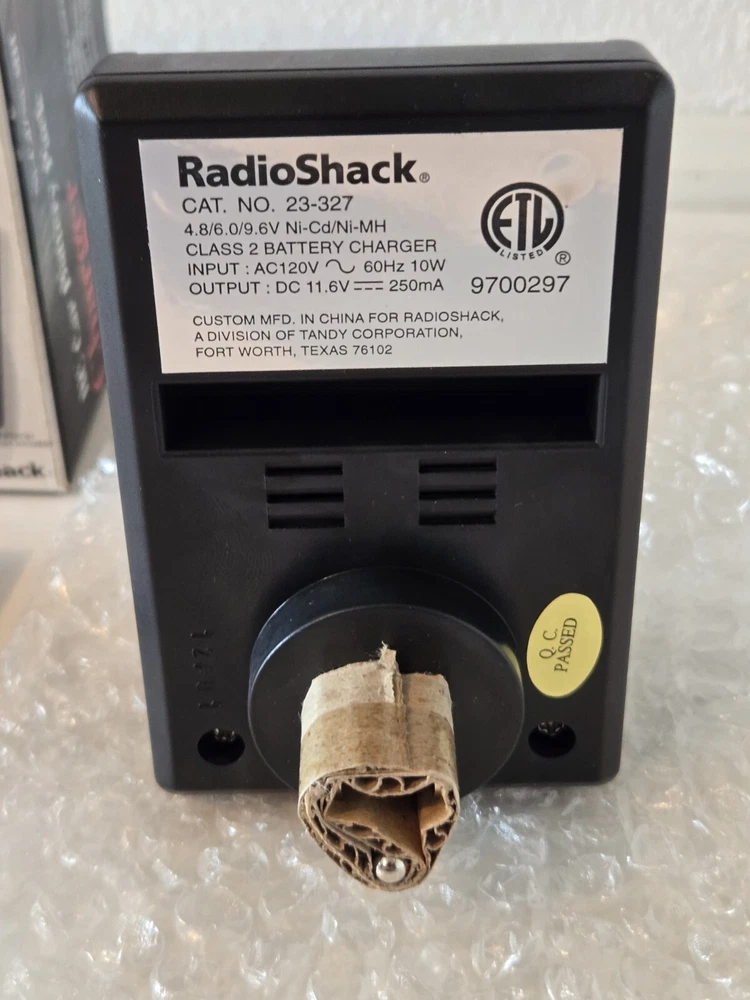 RadioShack®
CAT. NO. 23-327
4.8/6.0/9.6V Ni-Cd/Ni-MH
CLASS 2 BATTERY CHARGER
INPUT : AC120V ∿ 60Hz 10W
OUTPUT : DC 11.6V ⎓ 250mA
CUSTOM MFD. IN CHINA FOR RADIOSHACK,
A DIVISION OF TANDY CORPORATION,
FORT WORTH, TEXAS 76102
ETL
LISTED ®
9700297
Q. C.
PASSED